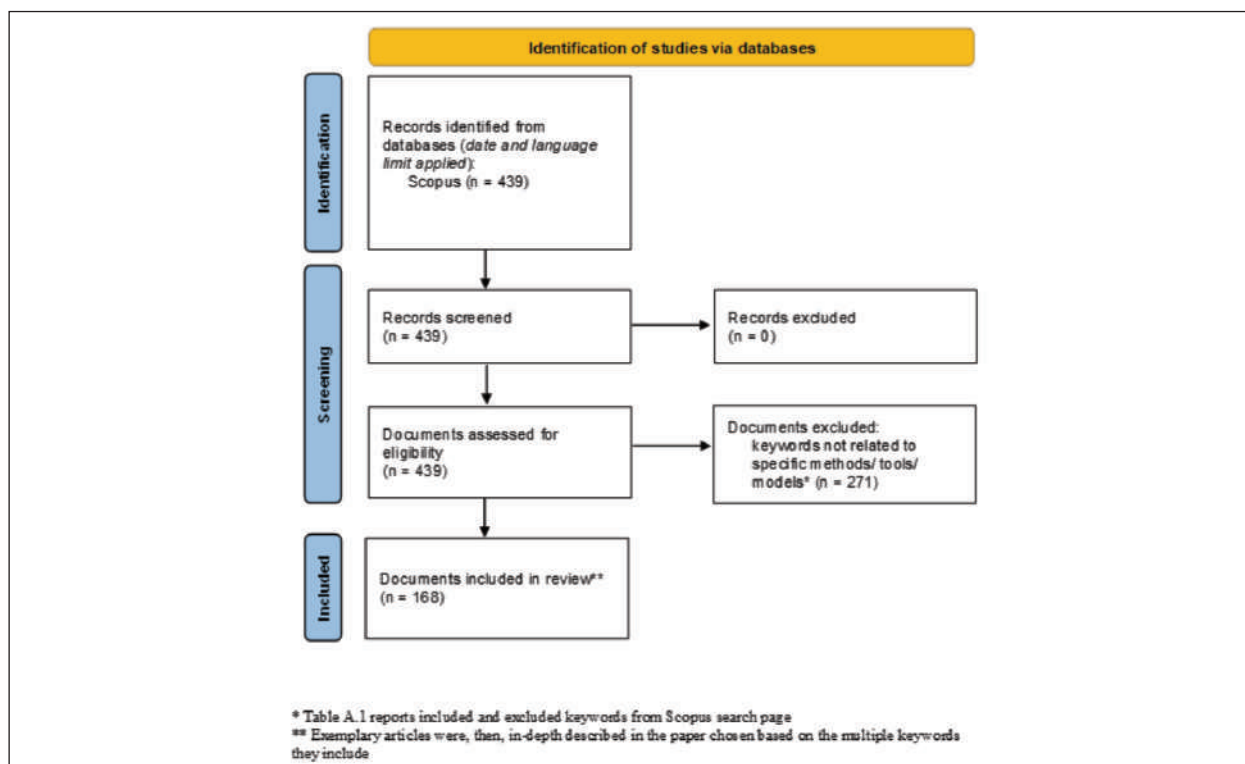 Identification of studies via databases
Identification
Records identified from
databases (date and language
limit applied):
Scopus (n = 439)
Screening
Records screened
(n = 439)
Records excluded
(n = 0)
Documents assessed for
eligibility
(n = 439)
Documents excluded:
keywords not related to
specific methods/ tools/
models* (n = 271)
Included
Documents included in review**
(n = 168)
* Table A.1 reports included and excluded keywords from Scopus search page
** Exemplary articles were, then, in-depth described in the paper chosen based on the multiple keywords
they include